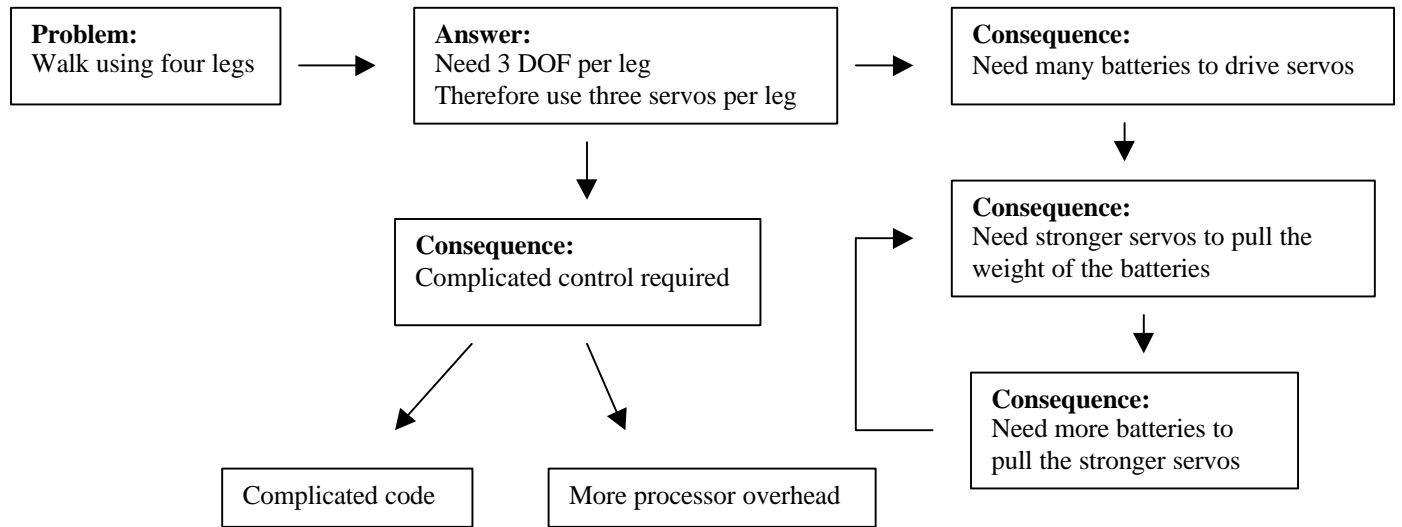 Problem:
Walk using four legs
Answer:
Need 3 DOF per leg
Therefore use three servos per leg
Consequence:
Need many batteries to drive servos
Consequence:
Need stronger servos to pull the
weight of the batteries
Consequence:
Complicated control required
Consequence:
Need more batteries to
pull the stronger servos
Complicated code
More processor overhead